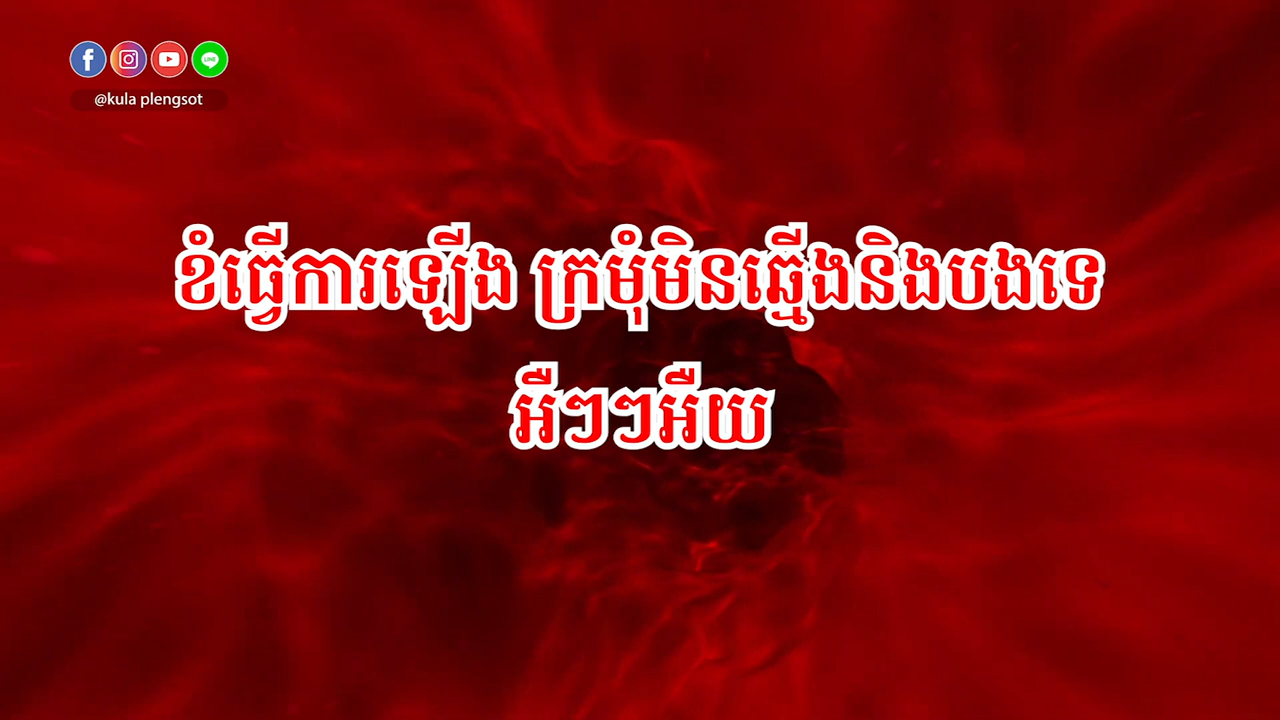 @kula plengsot
ខំធ្វើការឡើង ក្រមុំមិនឆ្មើងនិងបងទេ
អឺៗៗអឺយ